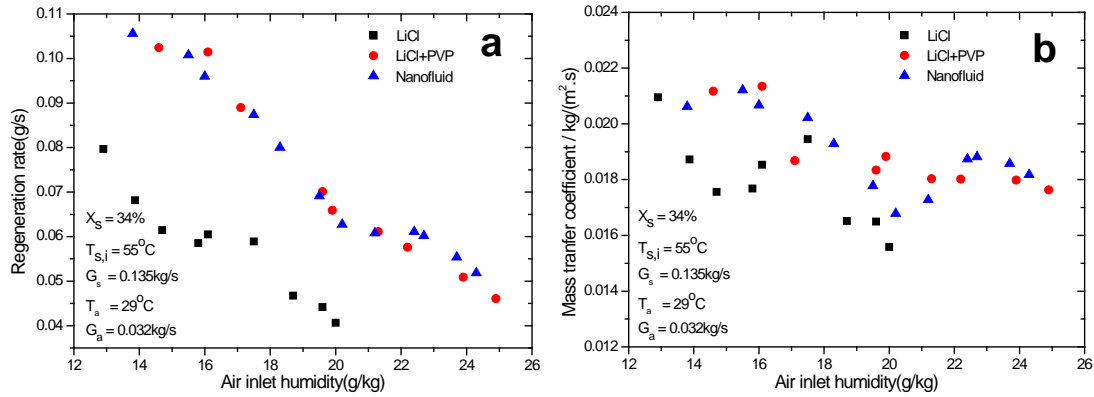 a
LiCl
LiCl+PVP
Nanofluid
Regeneration rate(g/s)
0.11
0.10
0.09
0.08
0.07
0.06
0.05
0.04
X_S = 34%
T_S,i = 55°C
G_s = 0.135kg/s
T_a = 29°C
G_a = 0.032kg/s
12 14 16 18 20 22 24 26
Air inlet humidity(g/kg)
b
LiCl
LiCl+PVP
Nanofluid
Mass tranfer coefficient / kg/(m².s)
0.024
0.022
0.020
0.018
0.016
0.014
0.012
X_S = 34%
T_S,i = 55°C
G_s = 0.135kg/s
T_a = 29°C
G_a = 0.032kg/s
12 14 16 18 20 22 24 26
Air inlet humidity(g/kg)